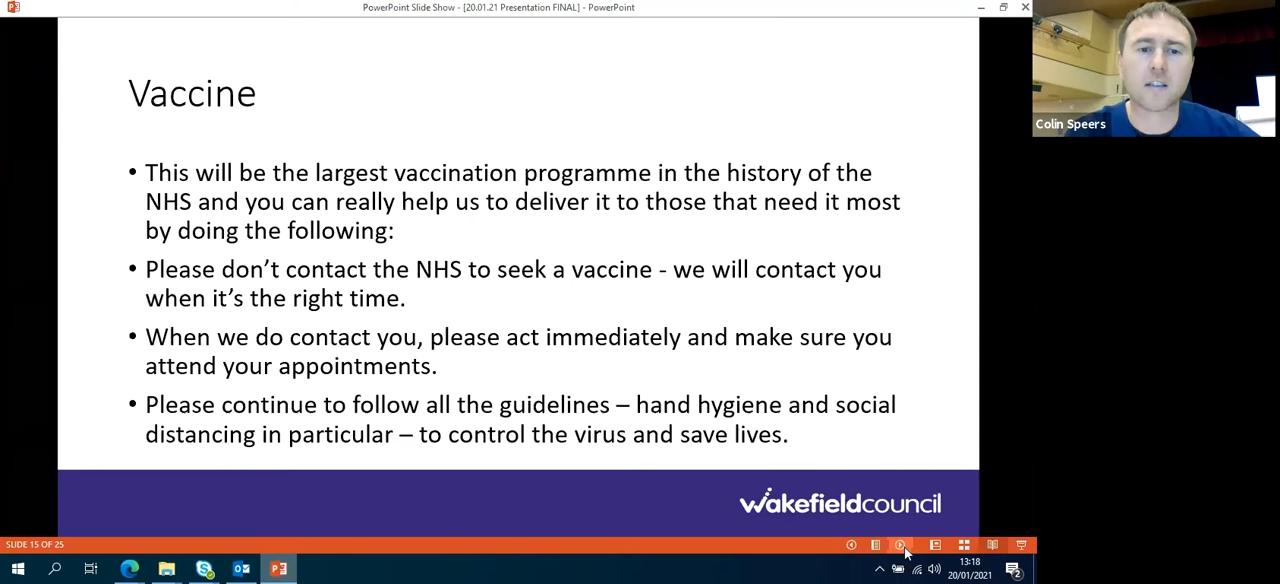 PowerPoint Slide Show - [20.01.21 Presentation FINAL] - PowerPoint
Colin Speers
Vaccine
• This will be the largest vaccination programme in the history of the
NHS and you can really help us to deliver it to those that need it most
by doing the following:
• Please don’t contact the NHS to seek a vaccine - we will contact you
when it’s the right time.
• When we do contact you, please act immediately and make sure you
attend your appointments.
• Please continue to follow all the guidelines – hand hygiene and social
distancing in particular – to control the virus and save lives.
wakefieldcouncil
SLIDE 15 OF 25
13:18
20/01/2021
2